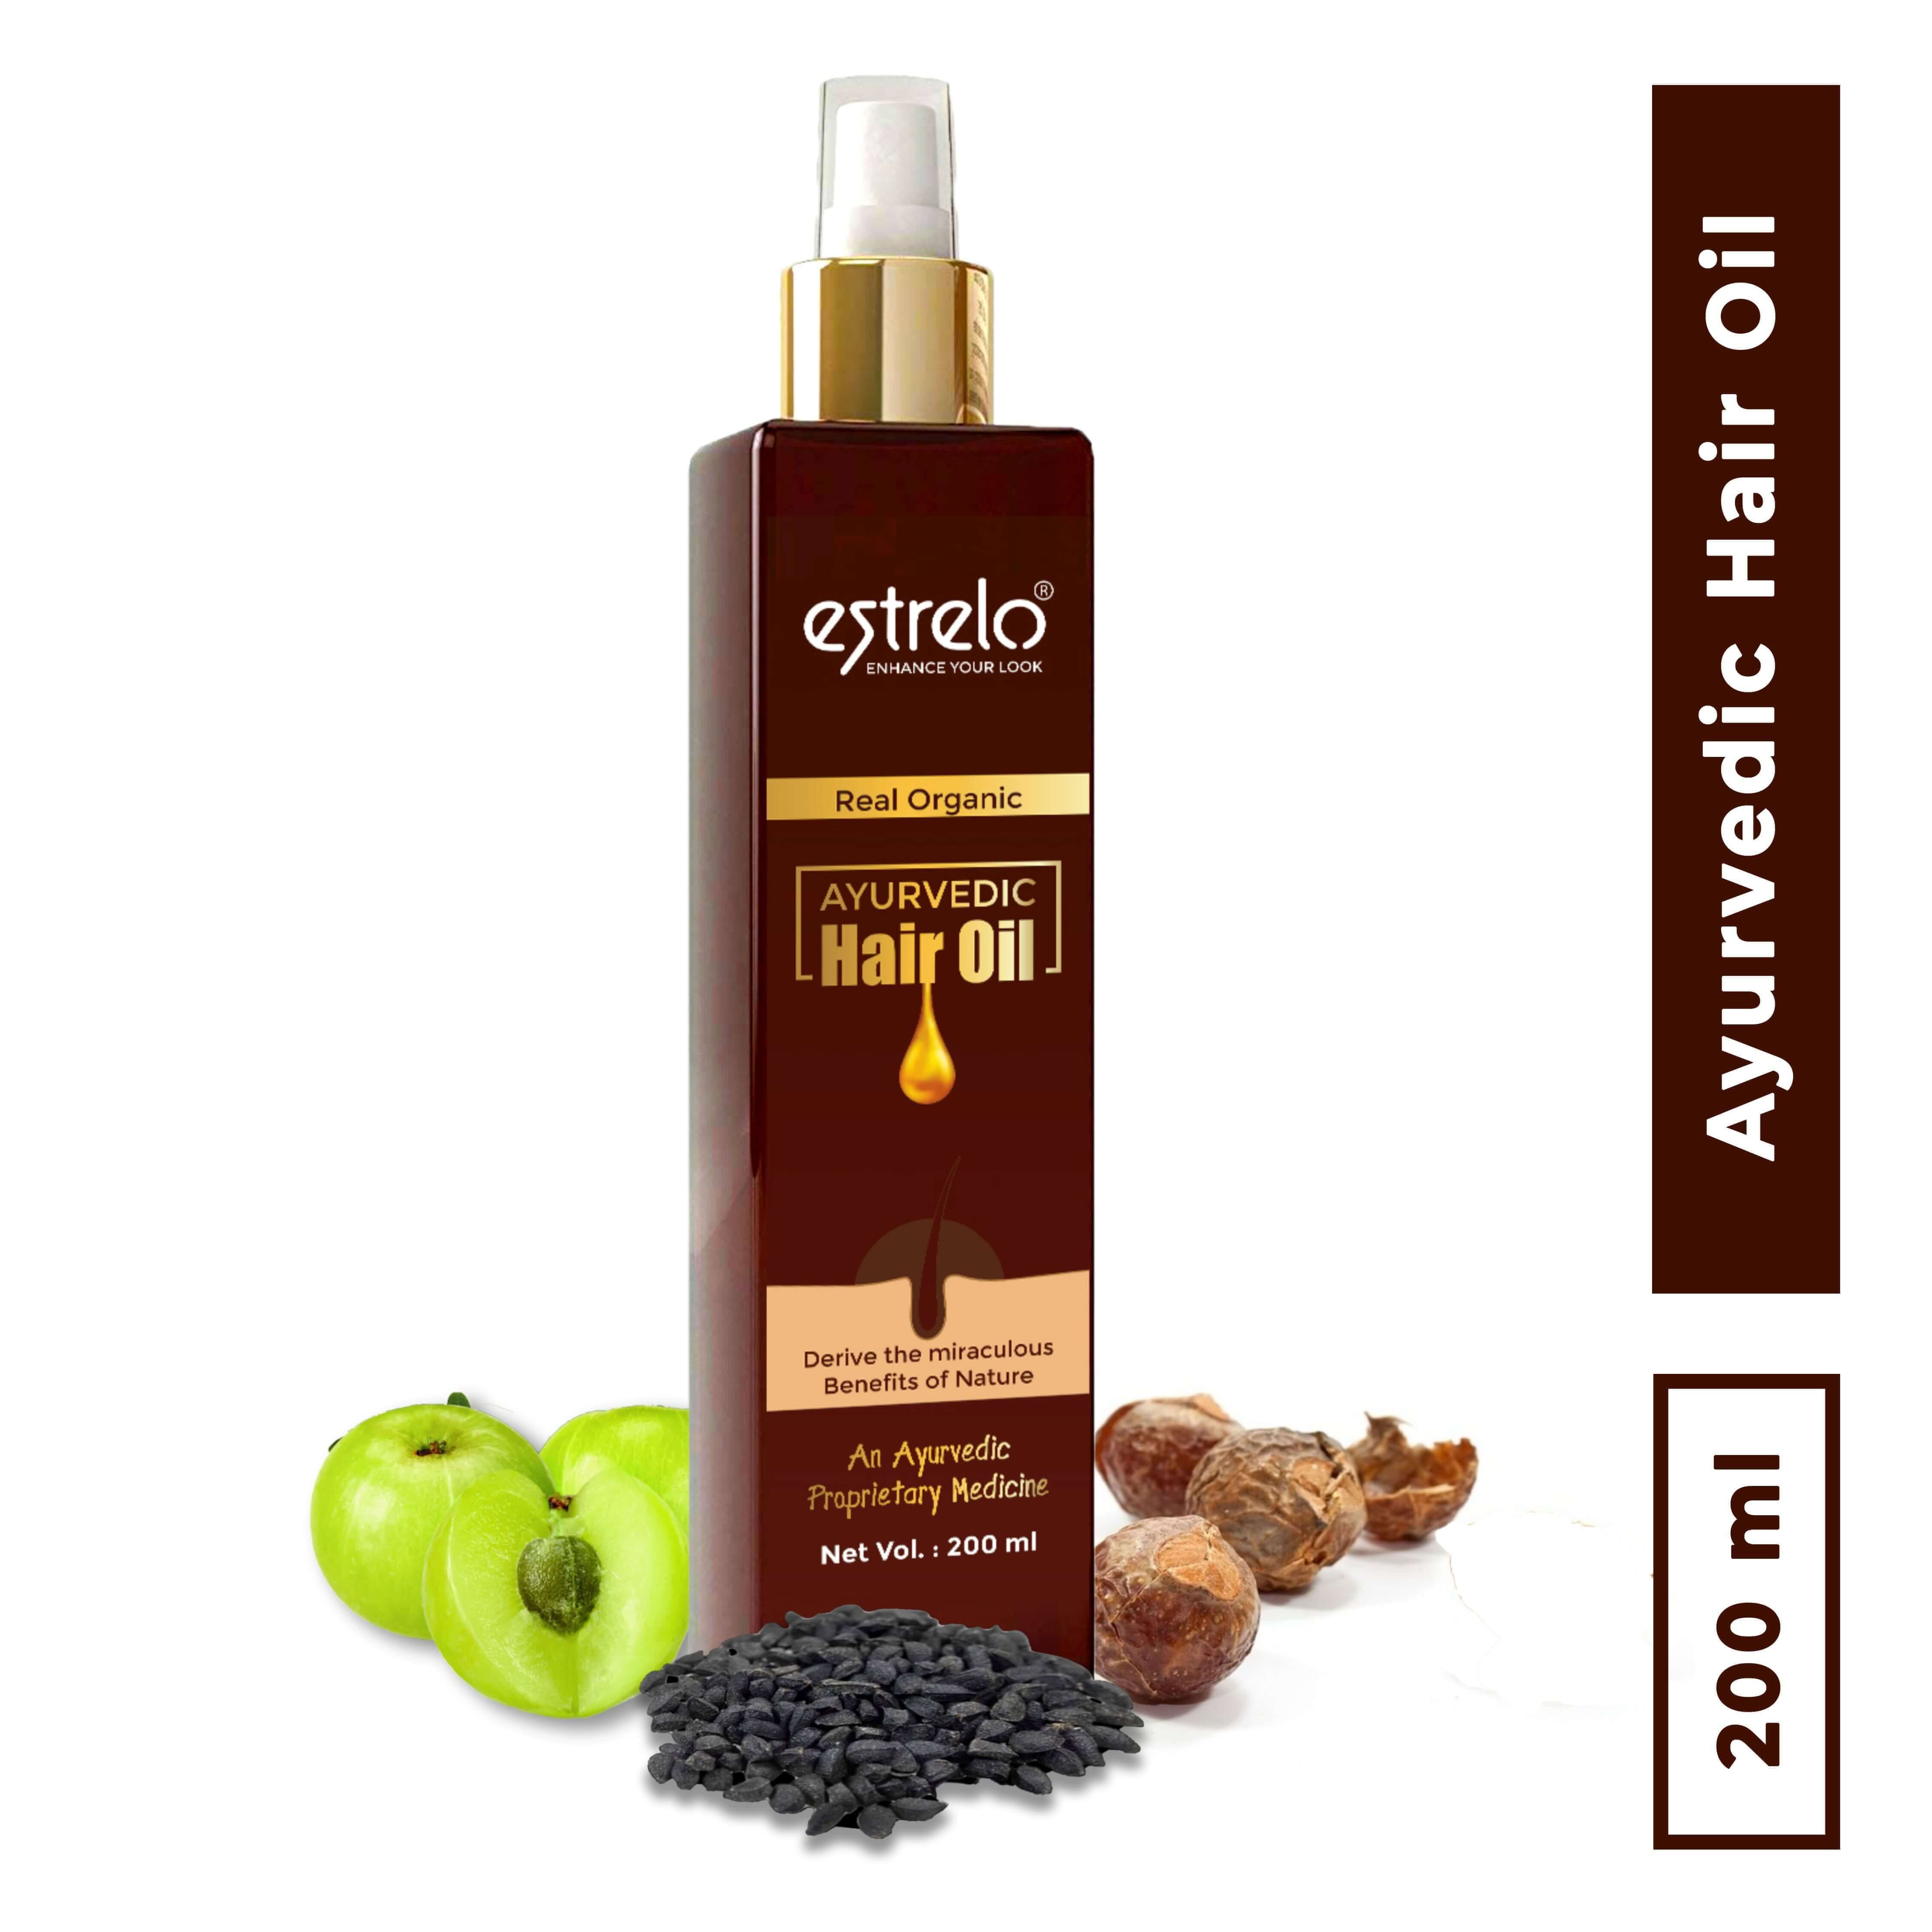 estrelo®
ENHANCE YOUR LOOK
Real Organic
AYURVEDIC
Hair Oil
Derive the miraculous
Benefits of Nature
An Ayurvedic
Proprietary Medicine
Net Vol. : 200 ml
Ayurvedic Hair Oil
200 ml